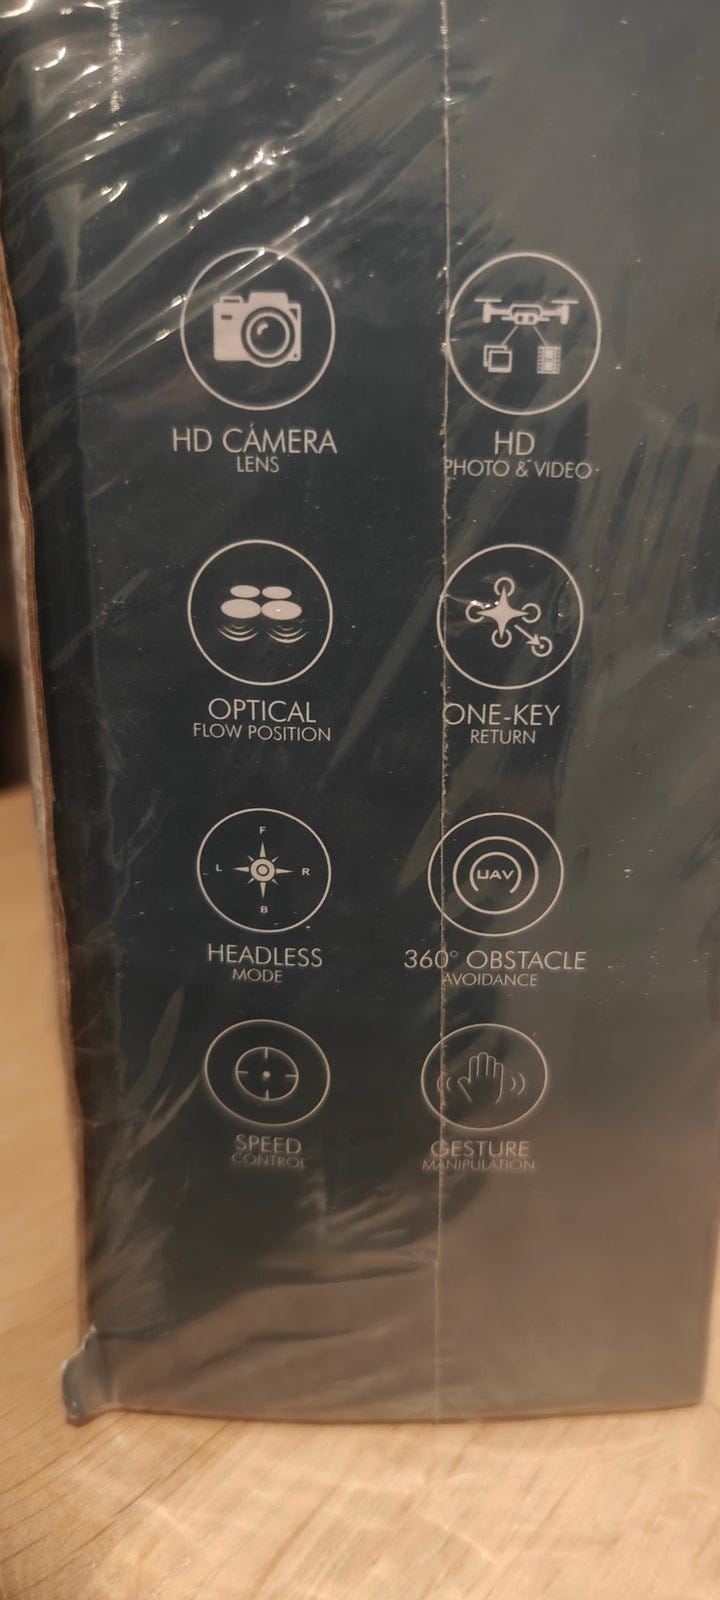 HD CÁMERA
LENS
HD
PHOTO & VIDEO
OPTICAL
FLOW POSITION
ONE-KEY
RETURN
F
L R
B
HEADLESS
MODE
UAV
360° OBSTACLE
AVOIDANCE
SPEED
CONTROL
GESTURE
MANIPULATION